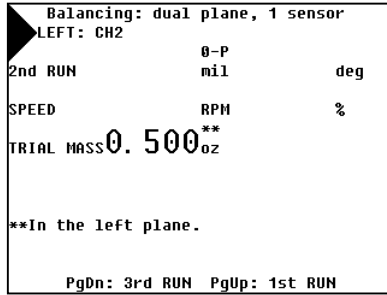 Balancing: dual plane, 1 sensor
LEFT: CH2
0-P
2nd RUN mil deg
SPEED RPM %
TRIAL MASS 0.500** oz
**In the left plane.
PgDn: 3rd RUN PgUp: 1st RUN